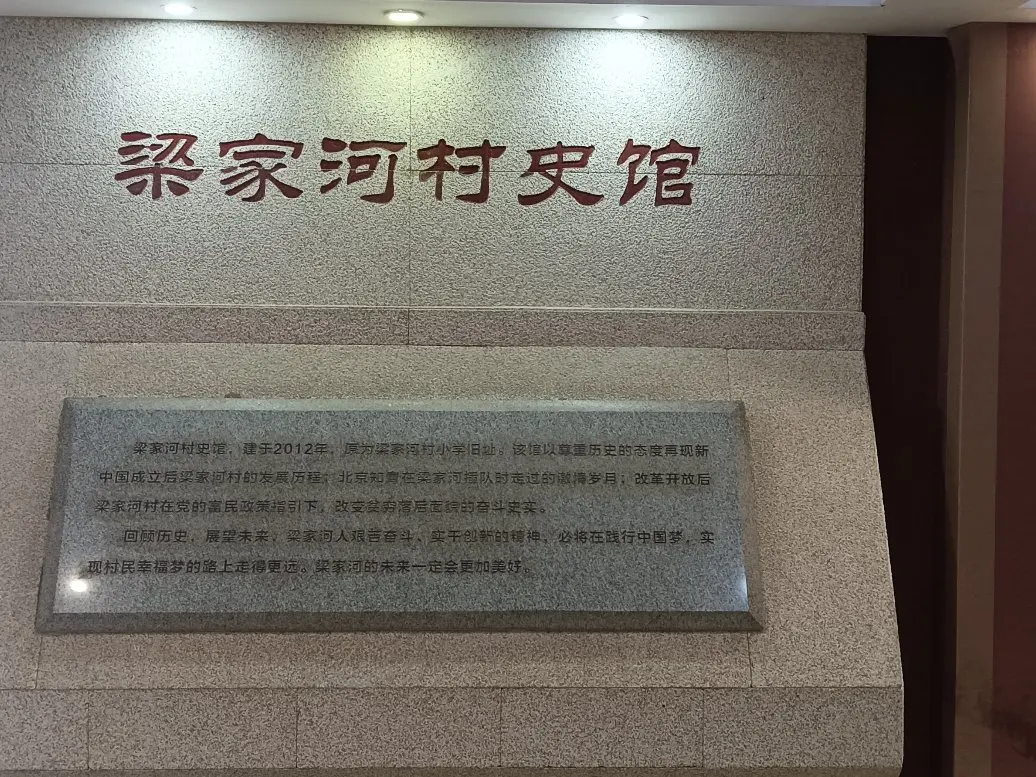 梁家河村史馆
梁家河村史馆，建于2012年，原为梁家河村小学旧址。该馆以尊重历史的态度再现新
中国成立后梁家河村的发展历程；北京知青在梁家河插队时走过的激情岁月；改革开放后
梁家河村在党的富民政策指引下，改变贫穷落后面貌的奋斗史实。
回顾历史，展望未来，梁家河人艰苦奋斗、实干创新的精神，必将在践行中国梦，实
现村民幸福梦的路上走得更远。梁家河的未来一定会更加美好。